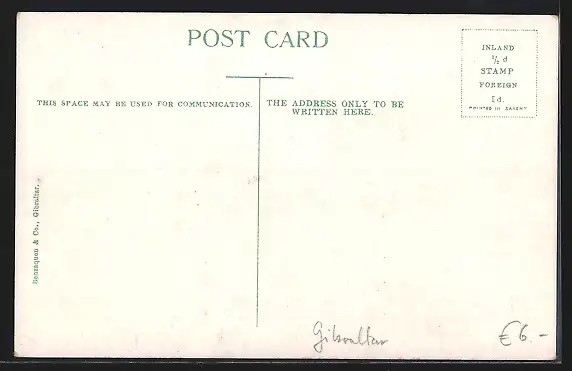 POST CARD
INLAND
½ d
STAMP
FOREIGN
1d.
PRINTED IN SAXONY
THIS SPACE MAY BE USED FOR COMMUNICATION.
THE ADDRESS ONLY TO BE
WRITTEN HERE.
Benzaquen & Co., Gibraltar.
Gibraltar
€ 6.-